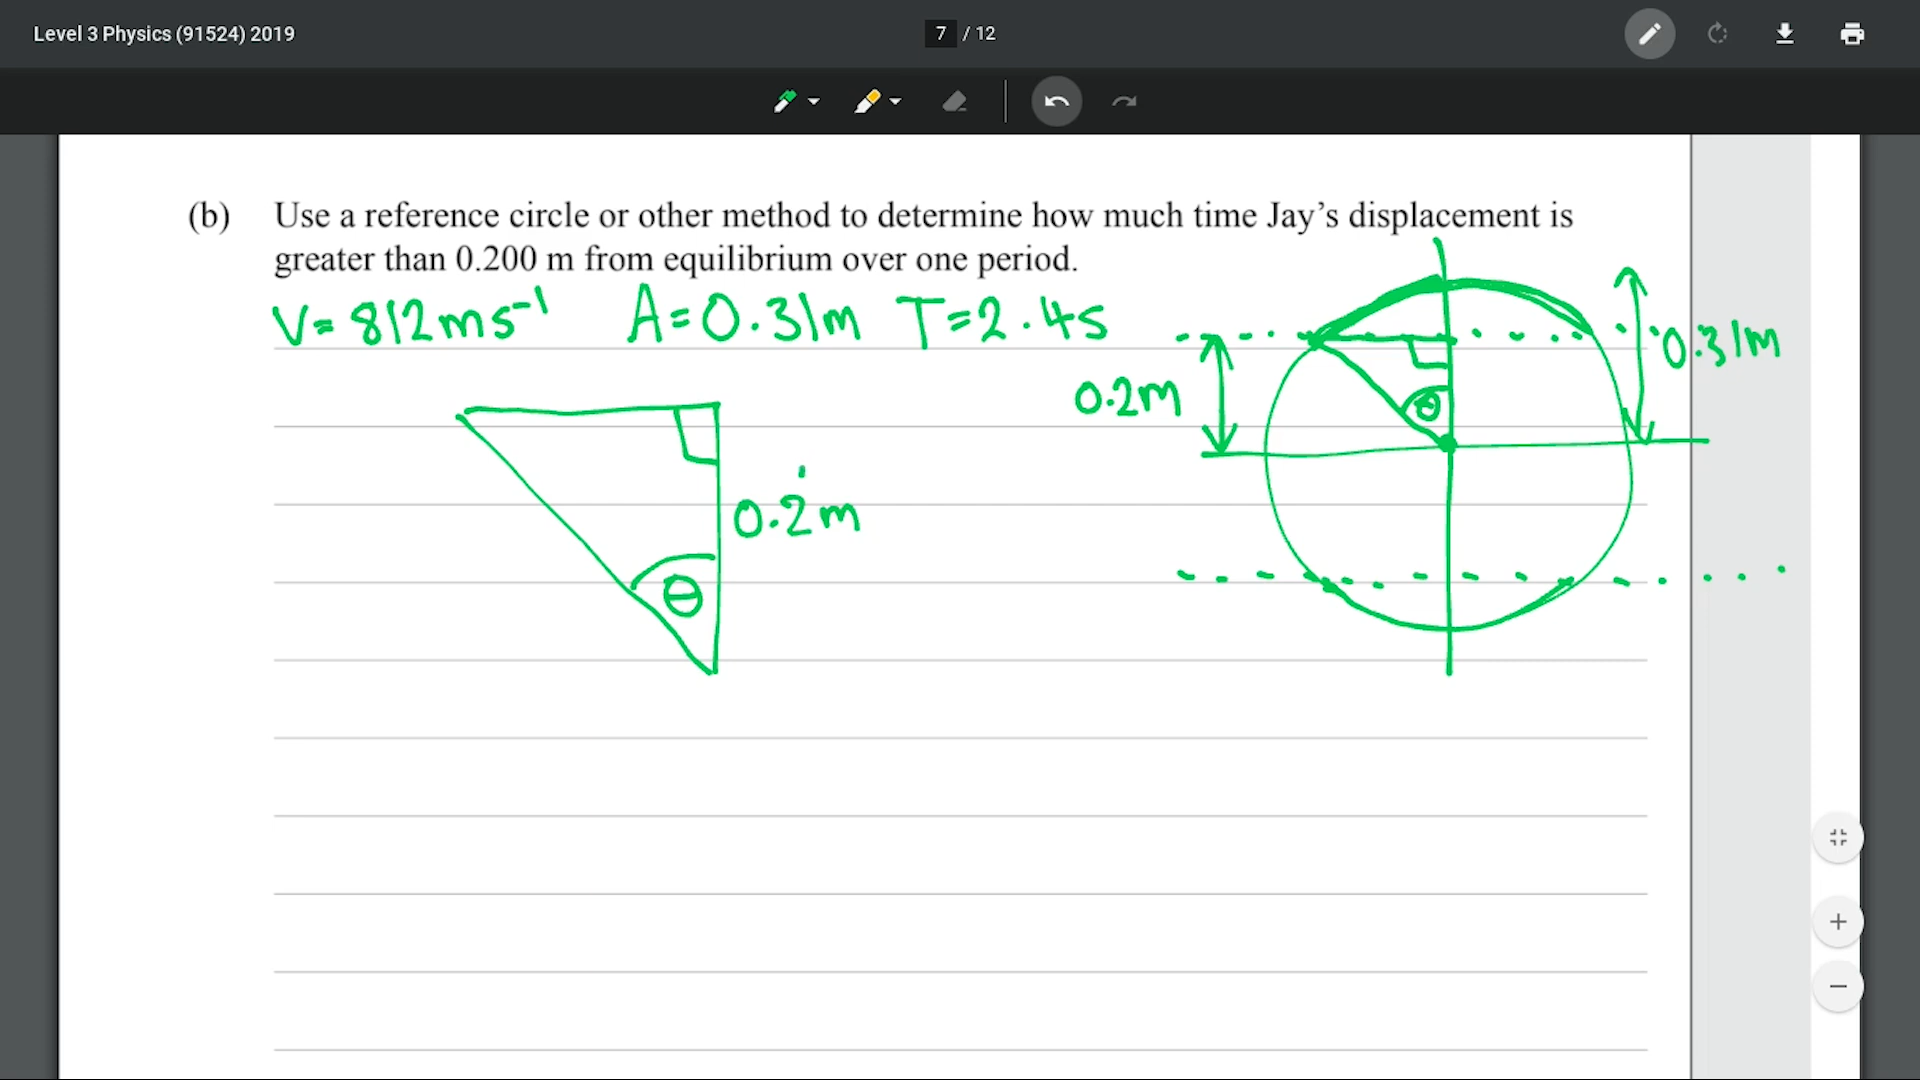 Level 3 Physics (91524) 2019
7 / 12
(b) Use a reference circle or other method to determine how much time Jay’s displacement is
greater than 0.200 m from equilibrium over one period.
V=812ms⁻¹ A=0.31m T=2.4s
0.31m
0.2m
θ
0.2m
θ